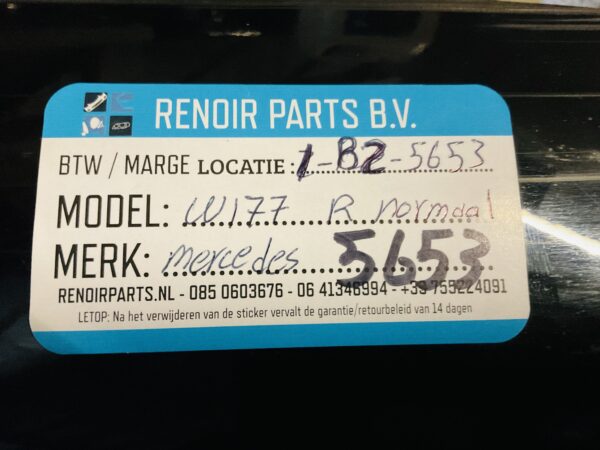 RENOIR PARTS B.V.
BTW / MARGE LOCATIE : 1-B2-5653
MODEL: W177 R normaal
MERK: mercedes 5653
RENOIRPARTS.NL - 085 0603676 - 06 41346994 - +39 759224091
LETOP: Na het verwijderen van de sticker vervalt de garantie/retourbeleid van 14 dagen